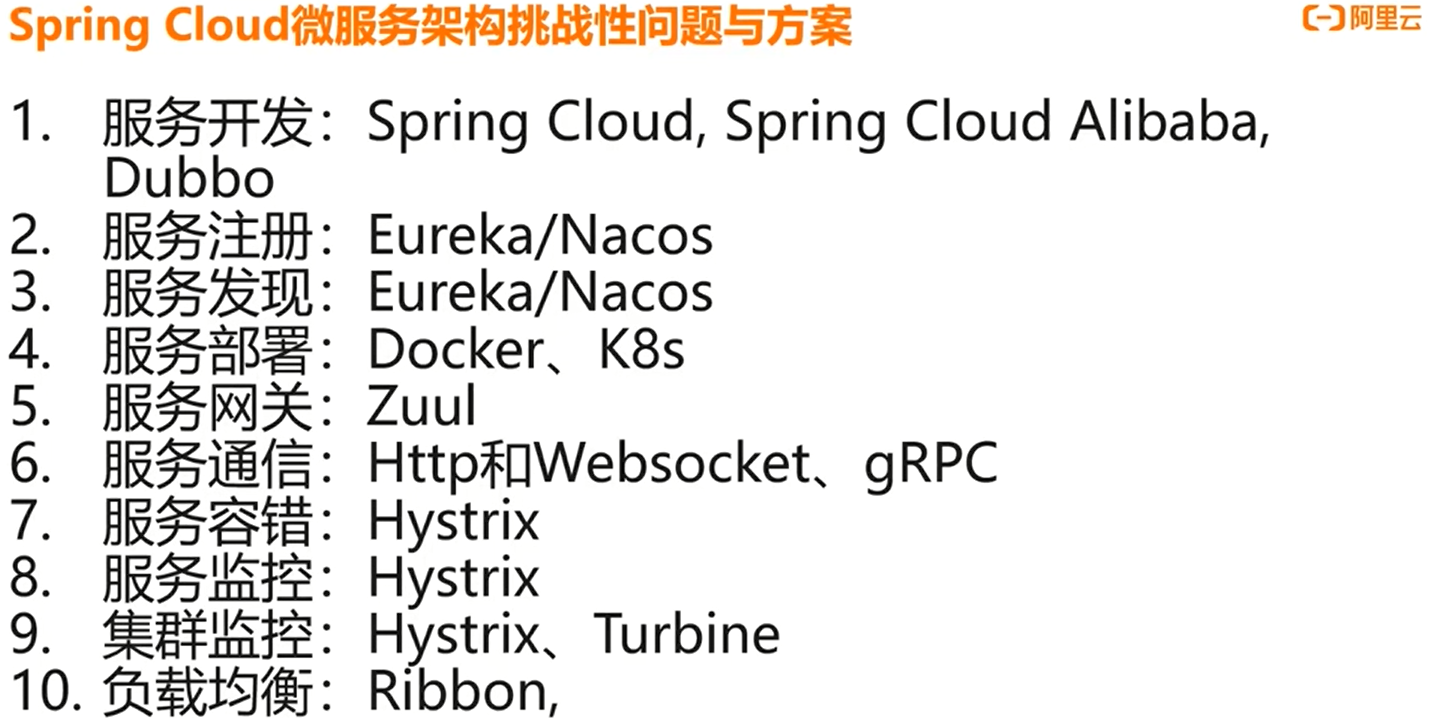 Spring Cloud微服务架构挑战性问题与方案
阿里云
1. 服务开发：Spring Cloud, Spring Cloud Alibaba,
Dubbo
2. 服务注册：Eureka/Nacos
3. 服务发现：Eureka/Nacos
4. 服务部署：Docker、K8s
5. 服务网关：Zuul
6. 服务通信：Http和Websocket、gRPC
7. 服务容错：Hystrix
8. 服务监控：Hystrix
9. 集群监控：Hystrix、Turbine
10. 负载均衡：Ribbon,